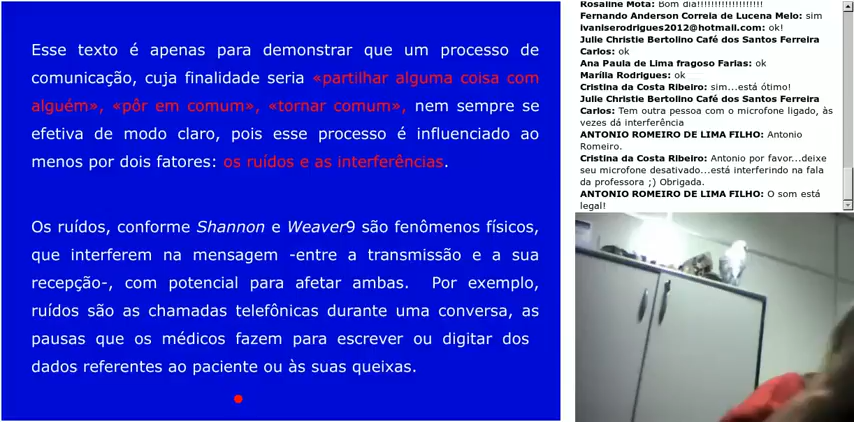 Esse texto é apenas para demonstrar que um processo de
comunicação, cuja finalidade seria «partilhar alguma coisa com
alguém», «pôr em comum», «tornar comum», nem sempre se
efetiva de modo claro, pois esse processo é influenciado ao
menos por dois fatores: os ruídos e as interferências.
Os ruídos, conforme Shannon e Weaver9 são fenômenos físicos,
que interferem na mensagem -entre a transmissão e a sua
recepção-, com potencial para afetar ambas. Por exemplo,
ruídos são as chamadas telefônicas durante uma conversa, as
pausas que os médicos fazem para escrever ou digitar dos
dados referentes ao paciente ou às suas queixas.
Rosaline Mota: Bom dia!!!!!!!!!!!!!!!!!!!
Fernando Anderson Correia de Lucena Melo: sim
ivaniserodrigues2012@hotmail.com: ok!
Julie Christie Bertolino Café dos Santos Ferreira
Carlos: ok
Ana Paula de Lima fragoso Farias: ok
Marília Rodrigues: ok
Cristina da Costa Ribeiro: sim...está ótimo!
Julie Christie Bertolino Café dos Santos Ferreira
Carlos: Tem outra pessoa com o microfone ligado, às
vezes dá interferência
ANTONIO ROMEIRO DE LIMA FILHO: Antonio
Romeiro.
Cristina da Costa Ribeiro: Antonio por favor...deixe
seu microfone desativado...está interferindo na fala
da professora ;) Obrigada.
ANTONIO ROMEIRO DE LIMA FILHO: O som está
legal!